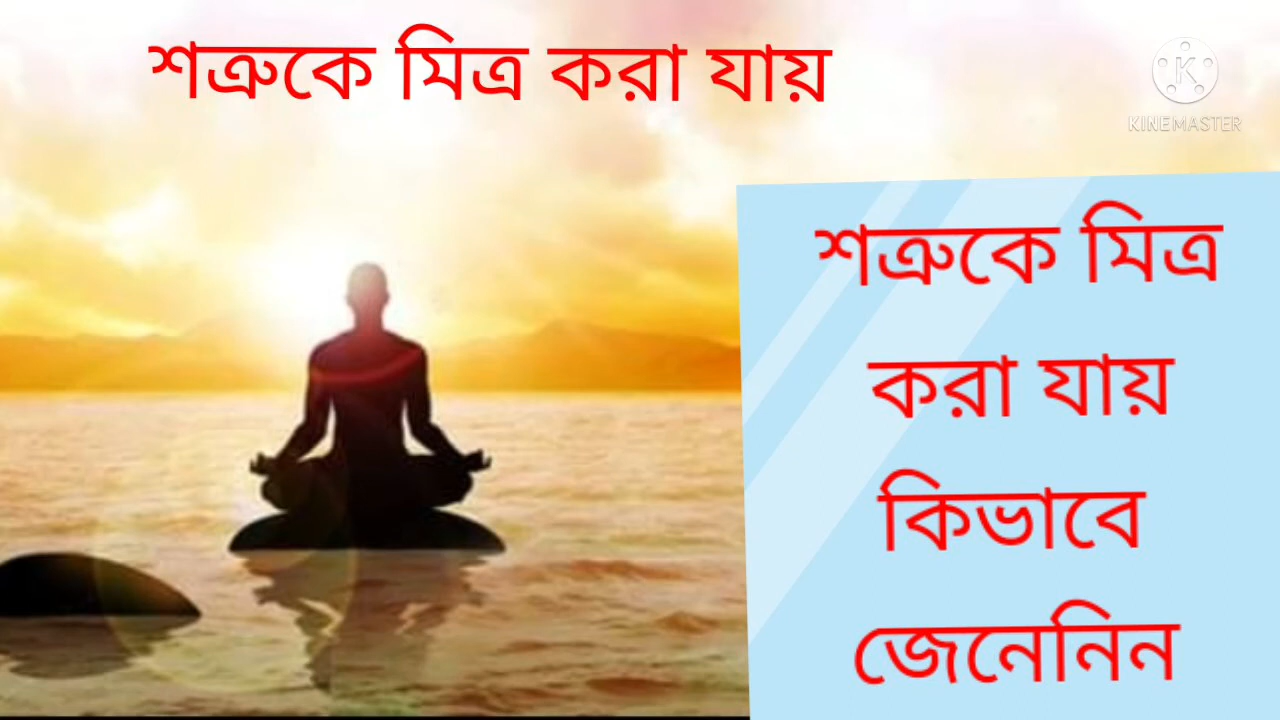 শত্রুকে মিত্র করা যায়
KINEMASTER
শত্রুকে মিত্র
করা যায়
কিভাবে
জেনেনিন